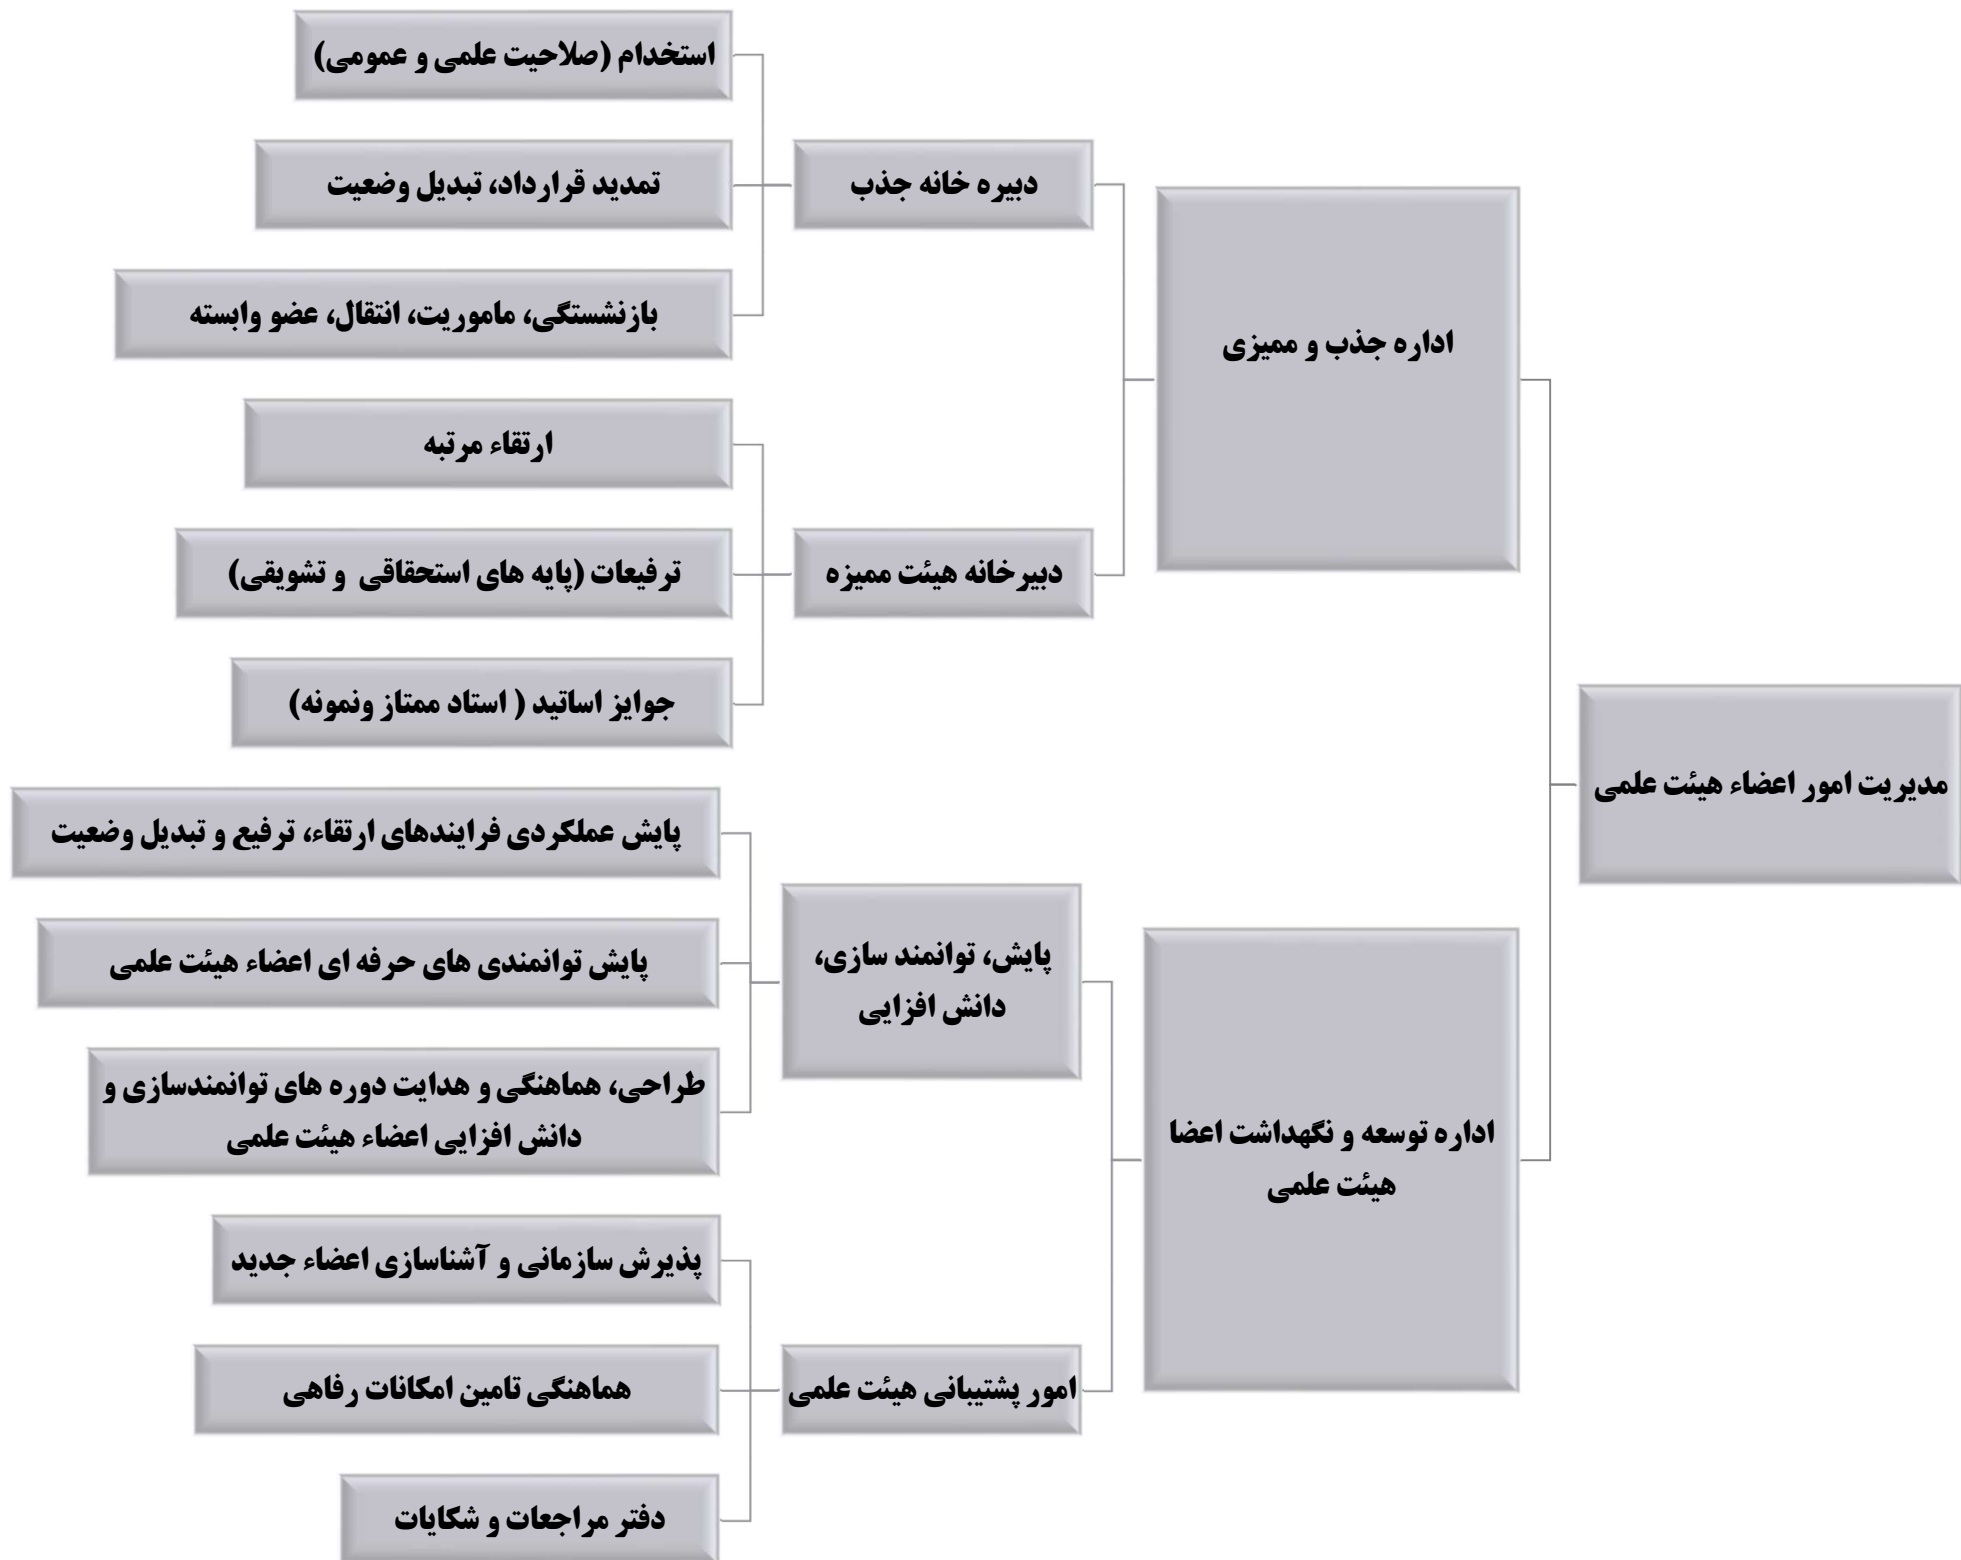 مدیریت امور اعضاء هیئت علمی
اداره جذب و ممیزی
دبیره خانه جذب
استخدام (صلاحیت علمی و عمومی)
تمدید قرارداد، تبدیل وضعیت
بازنشستگی، ماموریت، انتقال، عضو وابسته
دبیرخانه هیئت ممیزه
ارتقاء مرتبه
ترفیعات (پایه های استحقاقی و تشویقی)
جوایز اساتید ( استاد ممتاز ونمونه)
اداره توسعه و نگهداشت اعضا
هیئت علمی
پایش، توانمند سازی،
دانش افزایی
پایش عملکردی فرایندهای ارتقاء، ترفیع و تبدیل وضعیت
پایش توانمندی های حرفه ای اعضاء هیئت علمی
طراحی، هماهنگی و هدایت دوره های توانمندسازی و
دانش افزایی اعضاء هیئت علمی
امور پشتیبانی هیئت علمی
پذیرش سازمانی و آشناسازی اعضاء جدید
هماهنگی تامین امکانات رفاهی
دفتر مراجعات و شکایات